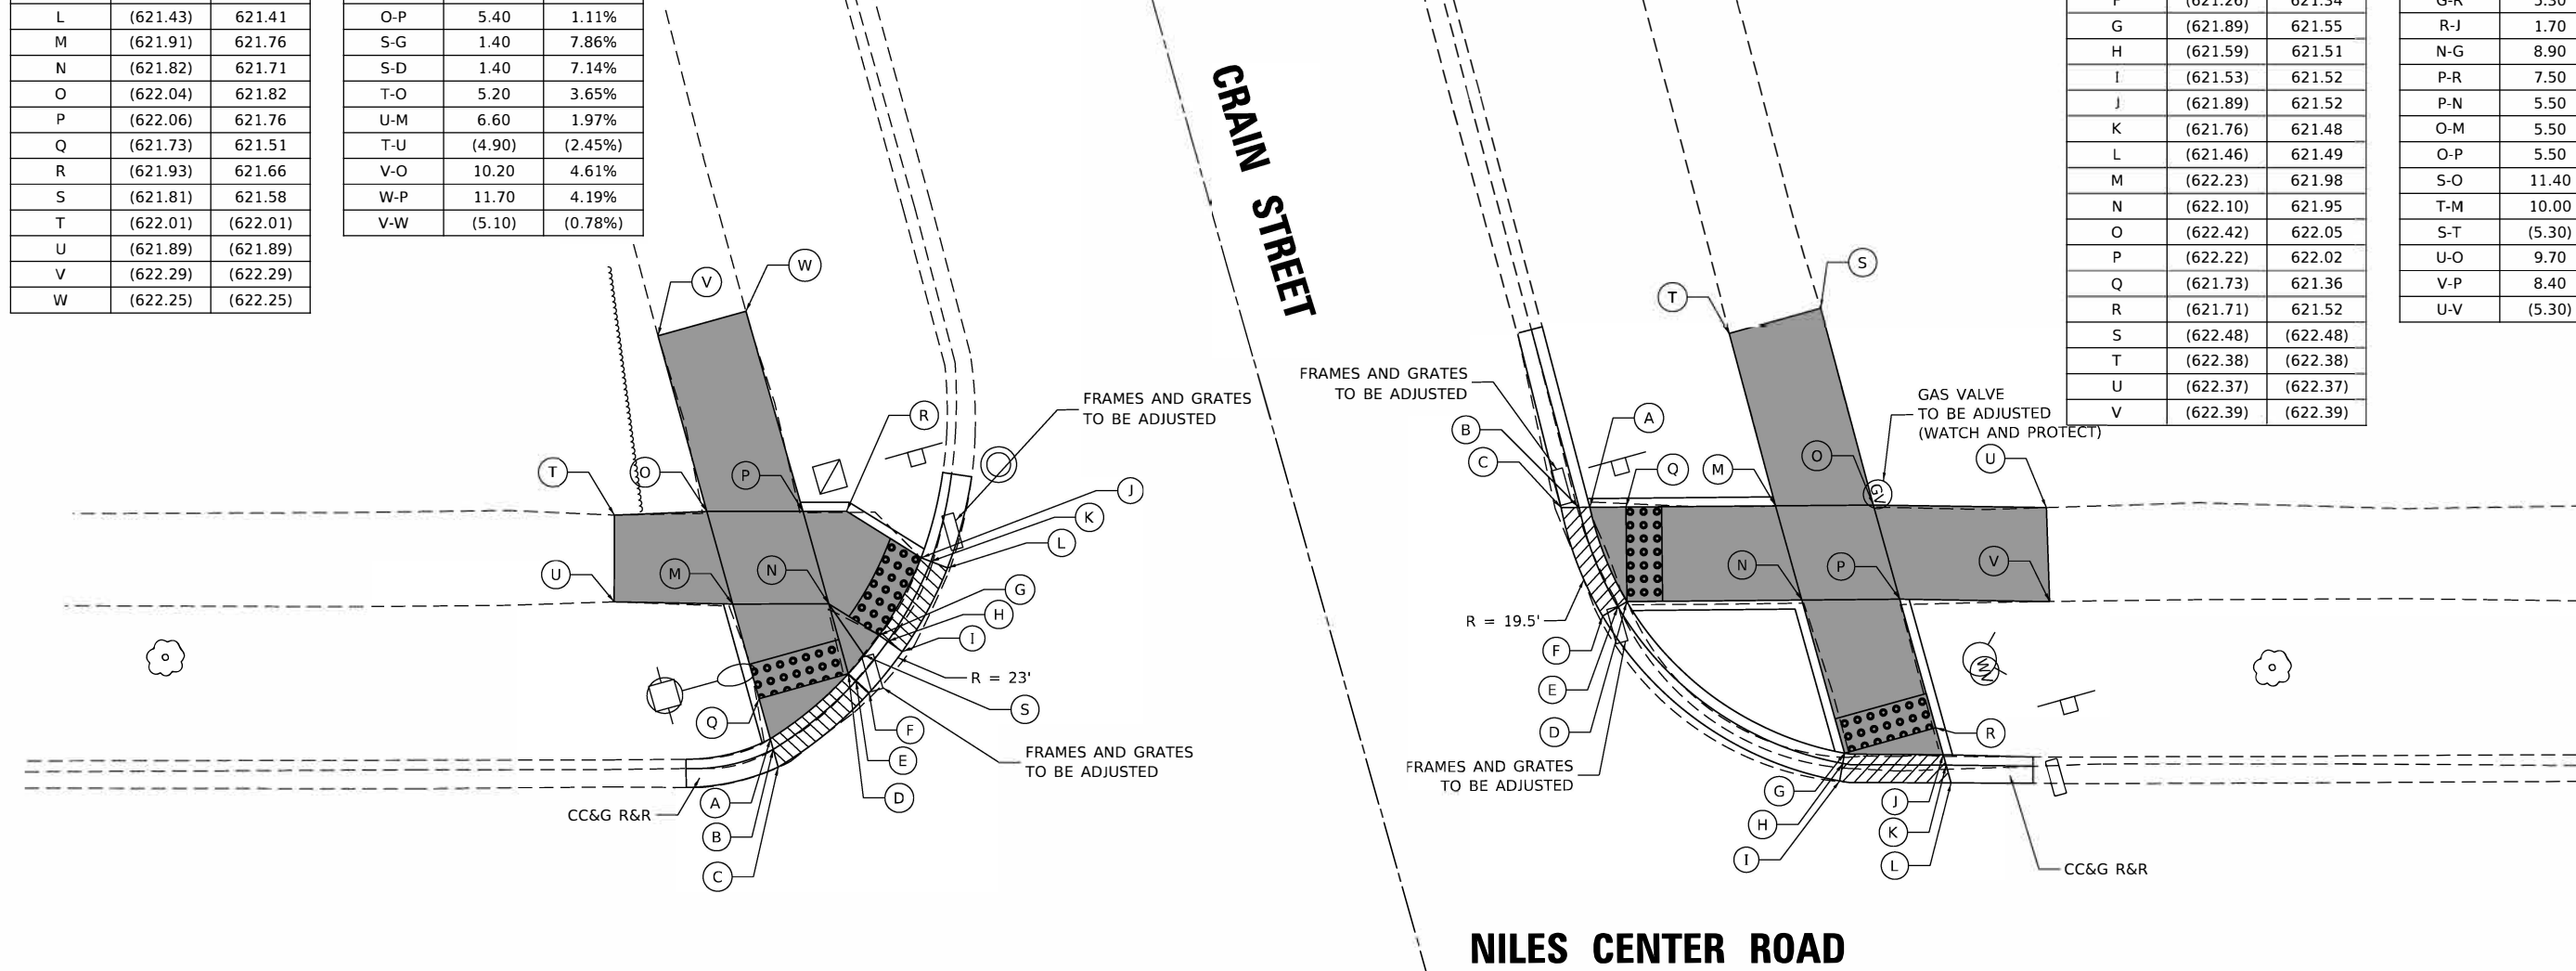 L (621.43) 621.41
M (621.91) 621.76
N (621.82) 621.71
O (622.04) 621.82
P (622.06) 621.76
Q (621.73) 621.51
R (621.93) 621.66
S (621.81) 621.58
T (622.01) (622.01)
U (621.89) (621.89)
V (622.29) (622.29)
W (622.25) (622.25)
O-P 5.40 1.11%
S-G 1.40 7.86%
S-D 1.40 7.14%
T-O 5.20 3.65%
U-M 6.60 1.97%
T-U (4.90) (2.45%)
V-O 10.20 4.61%
W-P 11.70 4.19%
V-W (5.10) (0.78%)
V
W
R
T
O
P
FRAMES AND GRATES
TO BE ADJUSTED
J
K
L
U
M
N
G
H
I
R = 23'
S
Q
F
E
D
FRAMES AND GRATES
TO BE ADJUSTED
A
B
C
CC&G R&R
CRAIN STREET
F (621.26) 621.34
G (621.89) 621.55
H (621.59) 621.51
I (621.53) 621.52
J (621.89) 621.52
K (621.76) 621.48
L (621.46) 621.49
M (622.23) 621.98
N (622.10) 621.95
O (622.42) 622.05
P (622.22) 622.02
Q (621.73) 621.36
R (621.71) 621.52
S (622.48) (622.48)
T (622.38) (622.38)
U (622.37) (622.37)
V (622.39) (622.39)
G-R 5.30
R-J 1.70
N-G 8.90
P-R 7.50
P-N 5.50
O-M 5.50
O-P 5.50
S-O 11.40
T-M 10.00
S-T (5.30)
U-O 9.70
V-P 8.40
U-V (5.30)
S
T
FRAMES AND GRATES
TO BE ADJUSTED
GAS VALVE
TO BE ADJUSTED
(WATCH AND PROTECT)
A
B
C
Q
M
O
U
GV
N
P
V
R = 19.5'
F
E
D
W
R
FRAMES AND GRATES
TO BE ADJUSTED
G
H
I
J
K
L
CC&G R&R
NILES CENTER ROAD